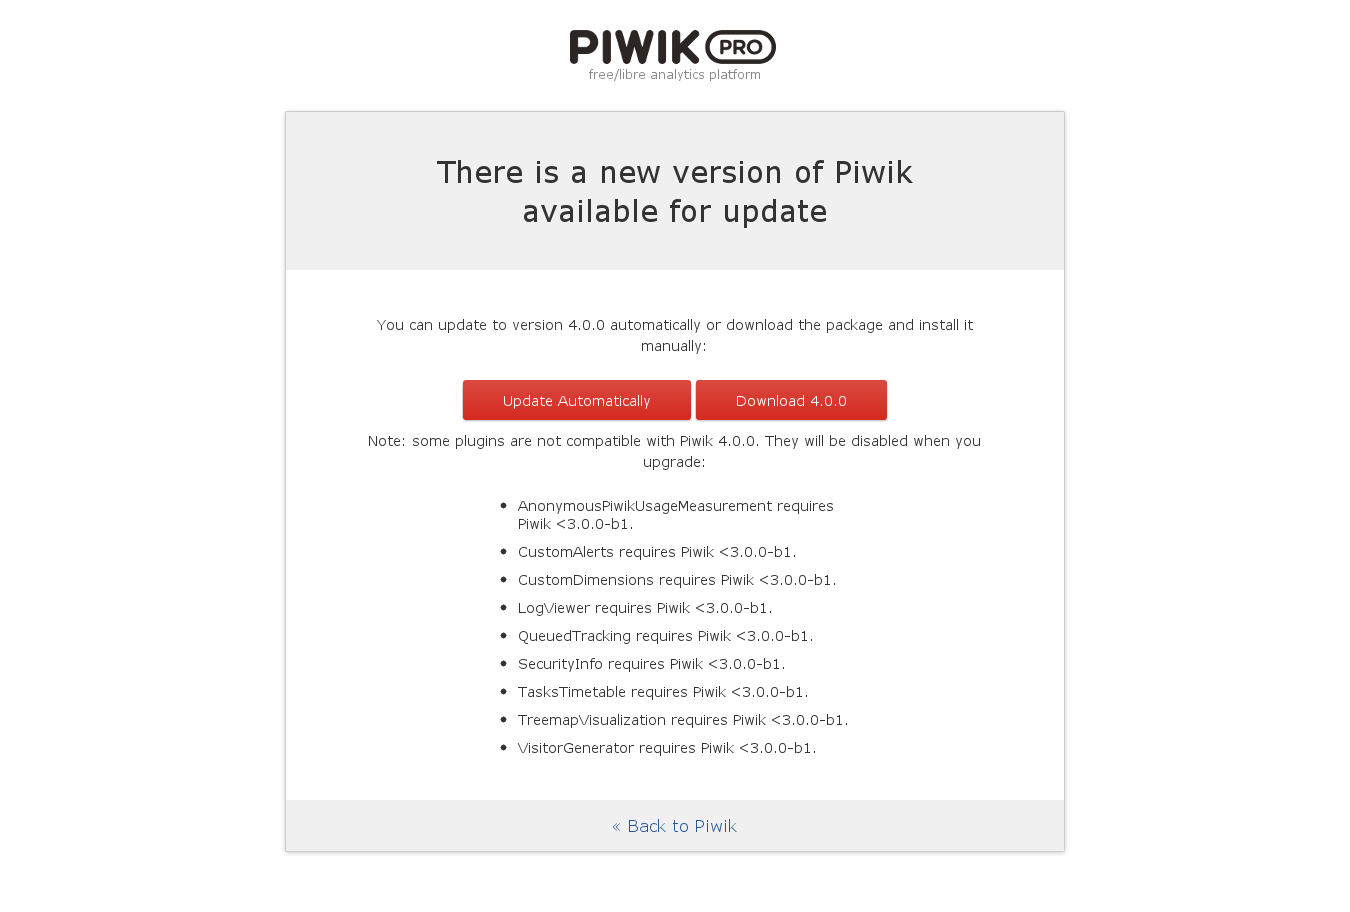 PIWIK PRO
free/libre analytics platform
There is a new version of Piwik
available for update
You can update to version 4.0.0 automatically or download the package and install it
manually:
Update Automatically
Download 4.0.0
Note: some plugins are not compatible with Piwik 4.0.0. They will be disabled when you
upgrade:
• AnonymousPiwikUsageMeasurement requires
Piwik <3.0.0-b1.
• CustomAlerts requires Piwik <3.0.0-b1.
• CustomDimensions requires Piwik <3.0.0-b1.
• LogViewer requires Piwik <3.0.0-b1.
• QueuedTracking requires Piwik <3.0.0-b1.
• SecurityInfo requires Piwik <3.0.0-b1.
• TasksTimetable requires Piwik <3.0.0-b1.
• TreemapVisualization requires Piwik <3.0.0-b1.
• VisitorGenerator requires Piwik <3.0.0-b1.
« Back to Piwik